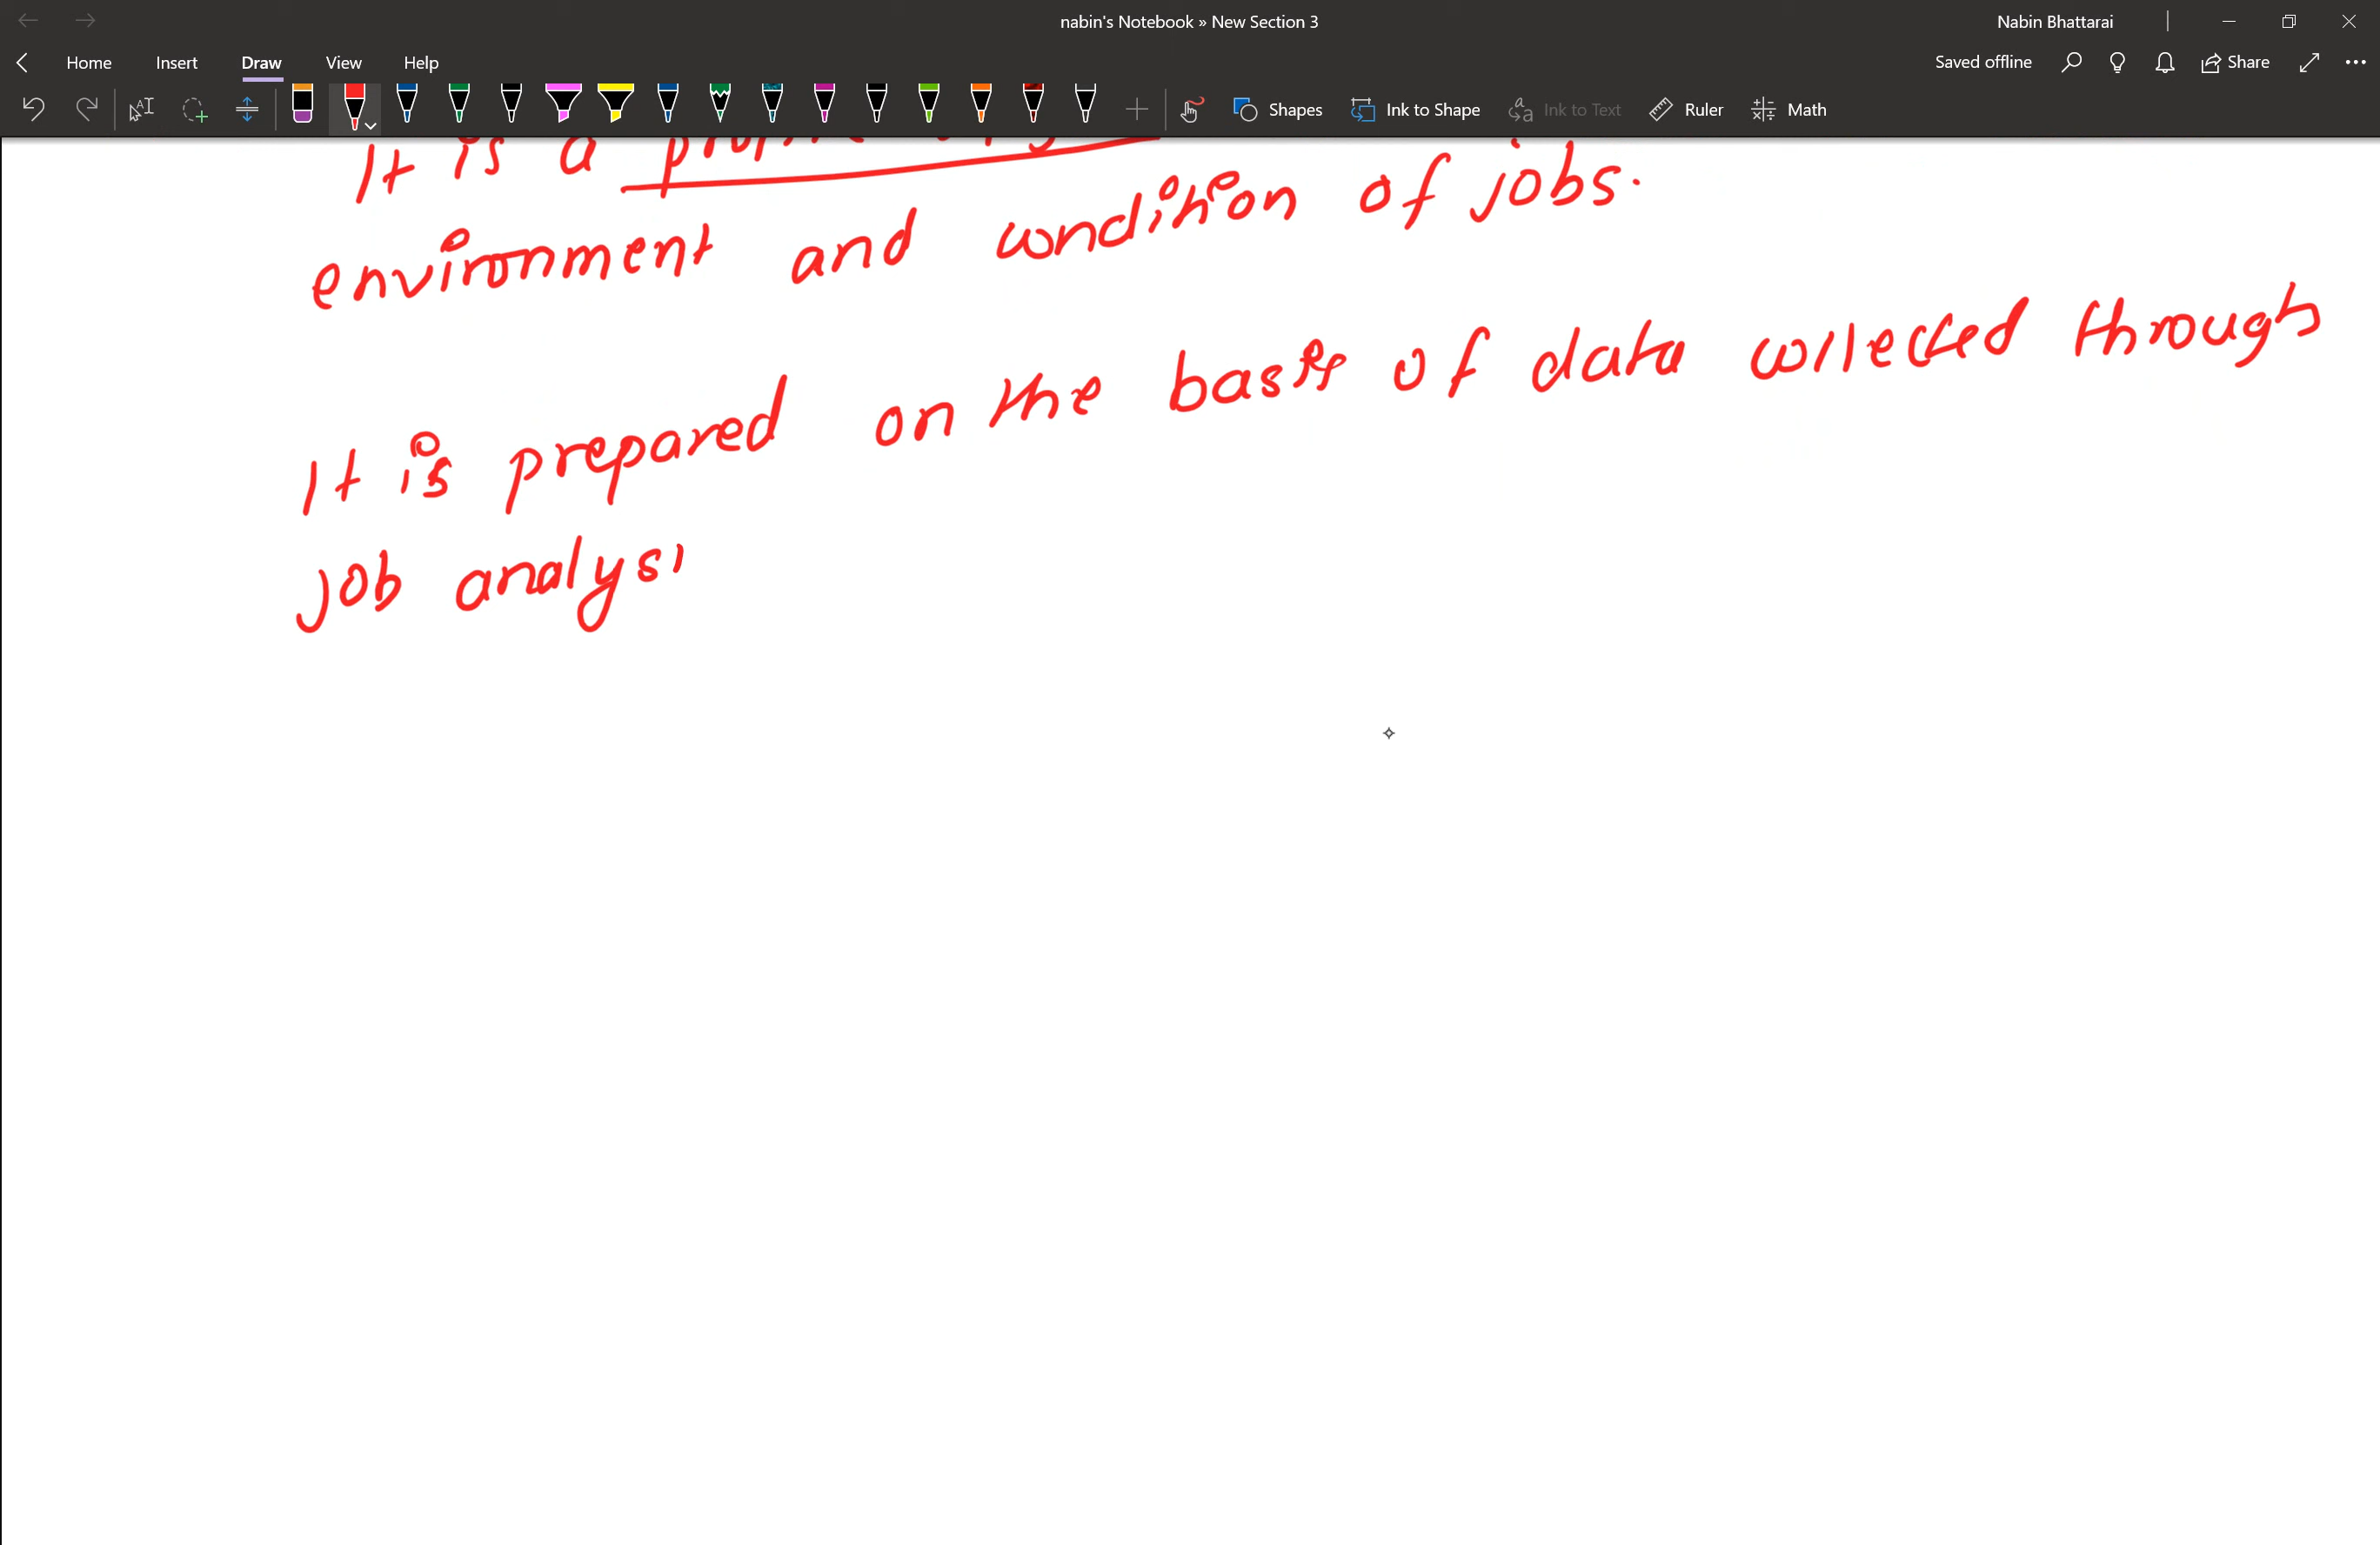 nabin's Notebook » New Section 3
Nabin Bhattarai
Home Insert Draw View Help
Saved offline
Share
Shapes Ink to Shape Ink to Text Ruler Math
It is a
environment and condition of jobs.
It is prepared on the basis of data collected through
job analysi